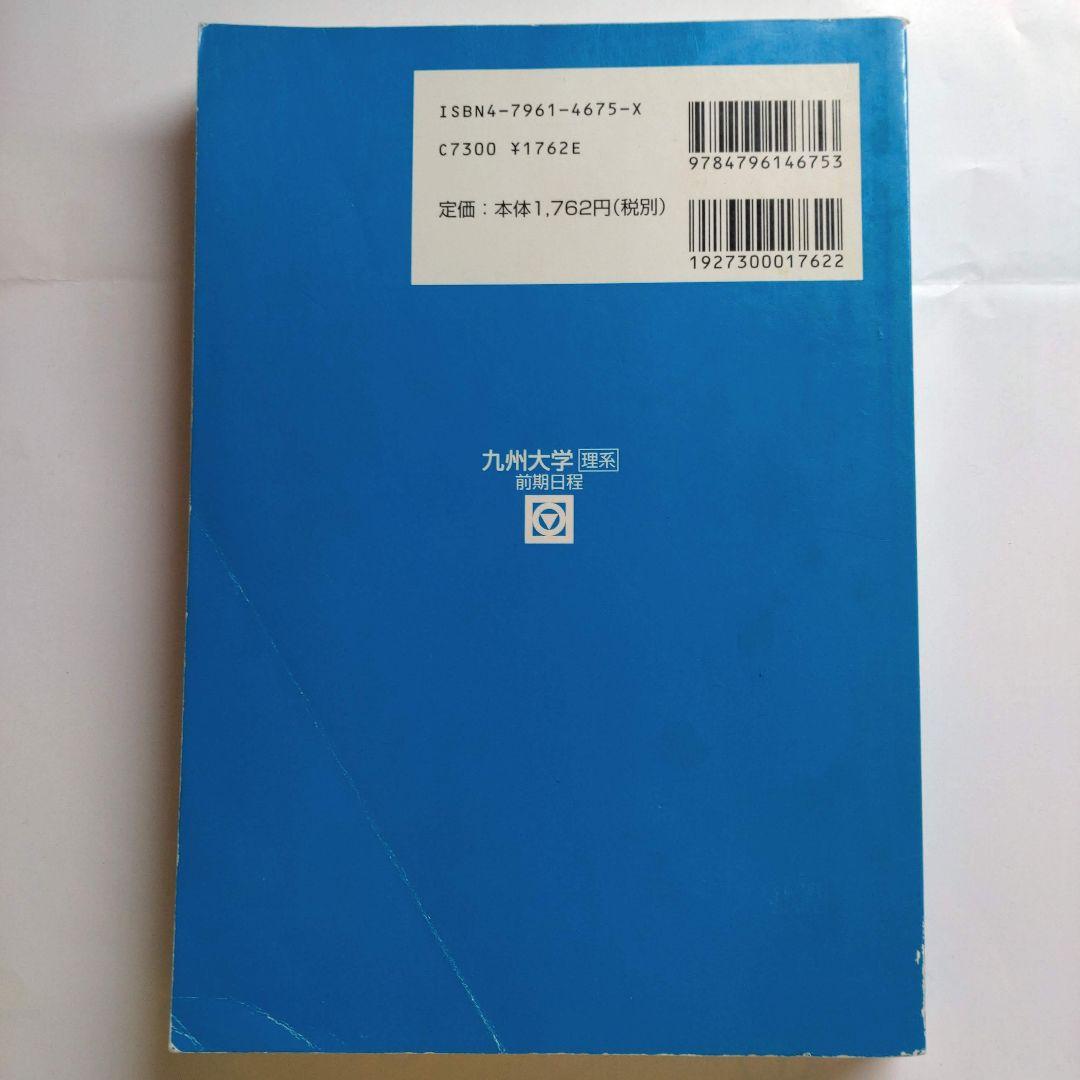 ISBN4-7961-4675-X
C7300 ¥1762E
定価：本体1,762円(税別)
9784796146753
1927300017622
九州大学 理系
前期日程